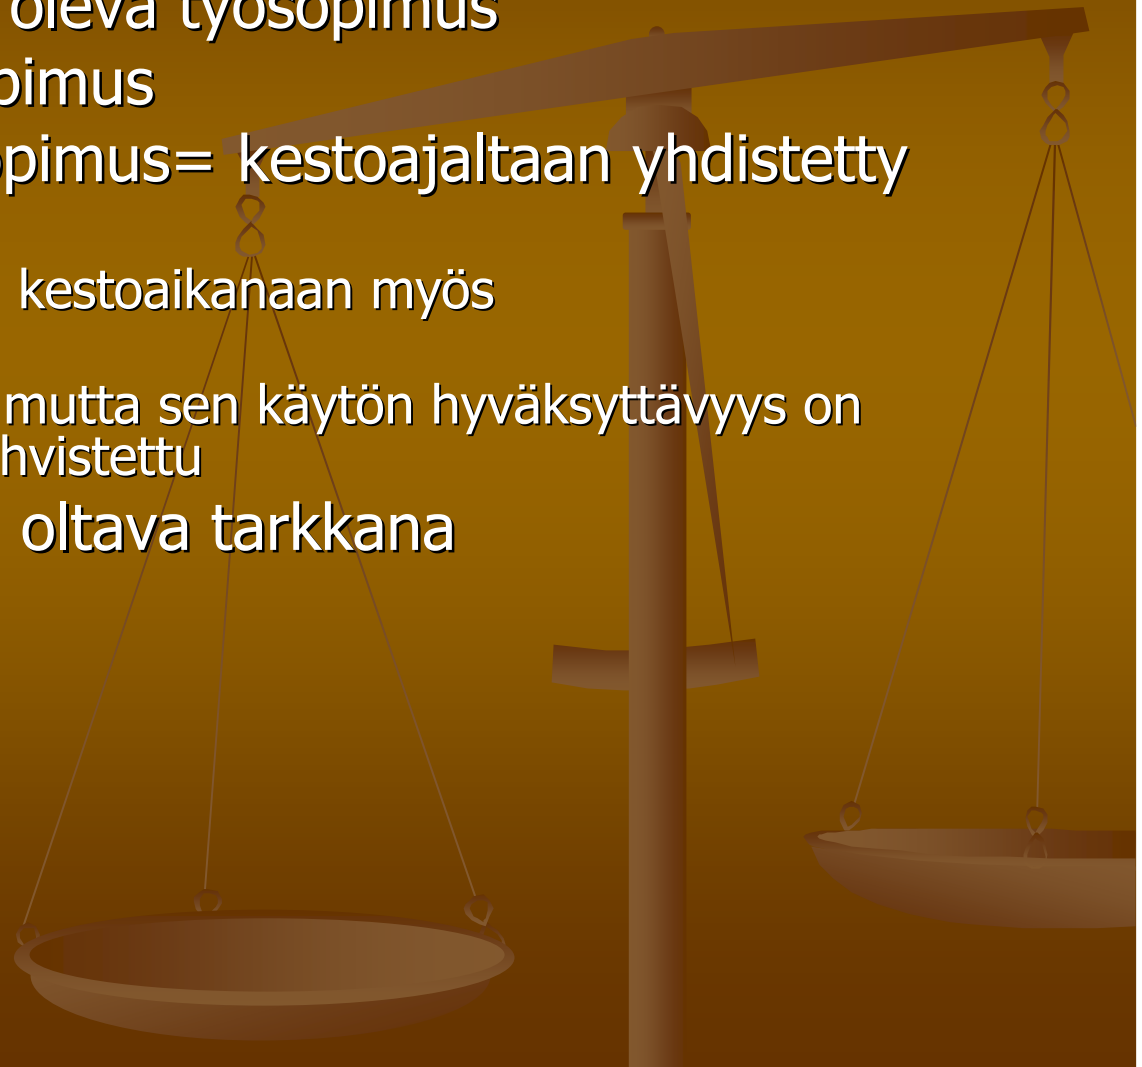 oleva työsopimus
pimus
pimus= kestoajaltaan yhdistetty
kestoaikanaan myös
mutta sen käytön hyväksyttävyys on
hvistettu
oltava tarkkana